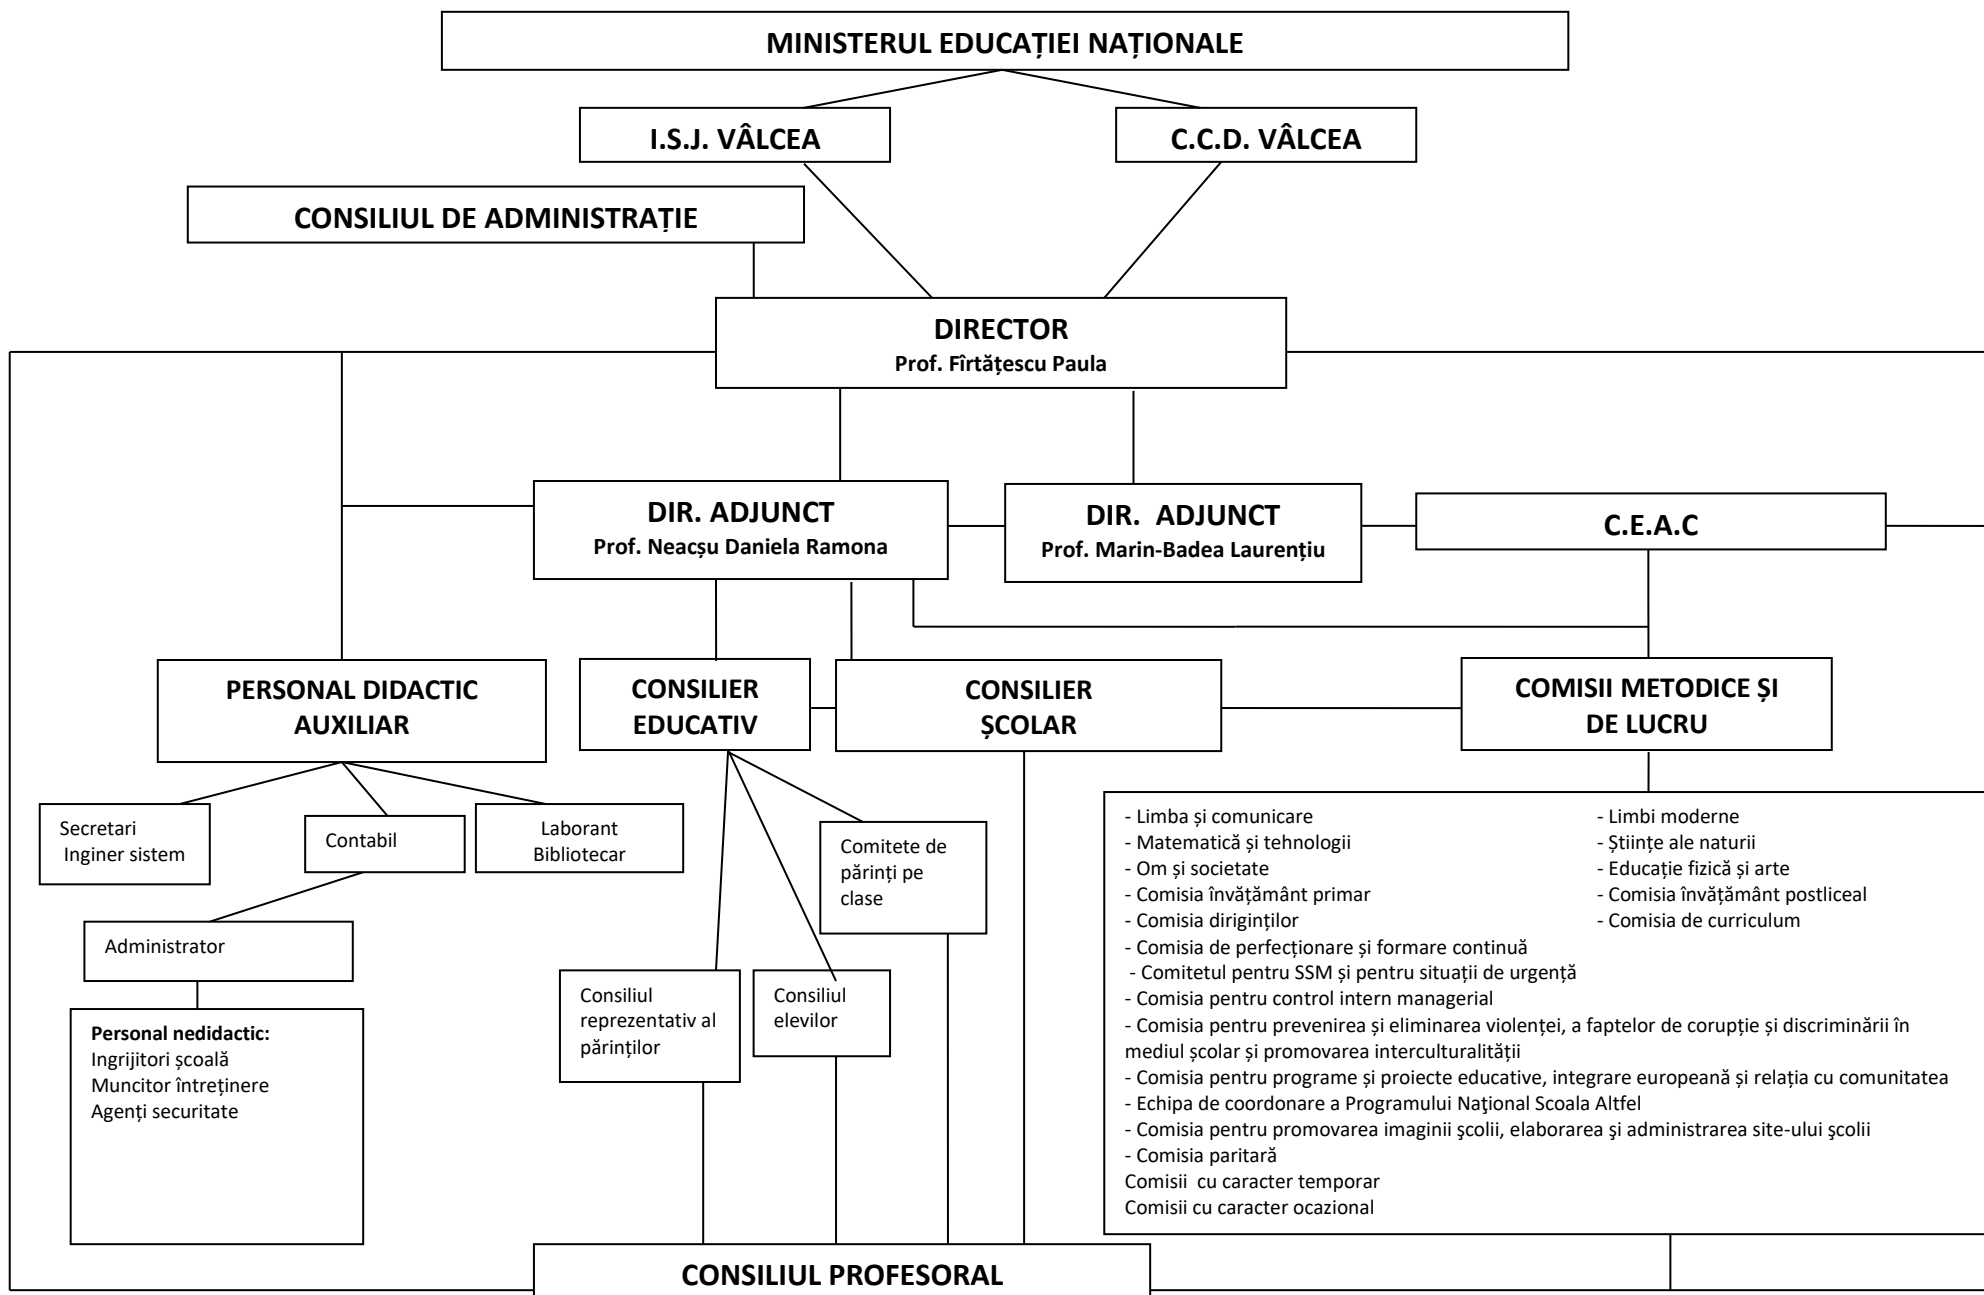 MINISTERUL EDUCAȚIEI NAȚIONALE
I.S.J. VÂLCEA
C.C.D. VÂLCEA
CONSILIUL DE ADMINISTRAȚIE
DIRECTOR
Prof. Fîrtățescu Paula
DIR. ADJUNCT
Prof. Neacșu Daniela Ramona
DIR. ADJUNCT
Prof. Marin-Badea Laurențiu
C.E.A.C
PERSONAL DIDACTIC
AUXILIAR
CONSILIER
EDUCATIV
CONSILIER
ȘCOLAR
COMISII METODICE ȘI
DE LUCRU
Secretari
Inginer sistem
Contabil
Laborant
Bibliotecar
Comitete de
părinți pe
clase
Administrator
Personal nedidactic:
Ingrijitori școală
Muncitor întreținere
Agenți securitate
Consiliul
reprezentativ al
părinților
Consiliul
elevilor
- Limba și comunicare - Limbi moderne
- Matematică și tehnologii - Științe ale naturii
- Om și societate - Educație fizică și arte
- Comisia învățământ primar - Comisia învățământ postliceal
- Comisia diriginților - Comisia de curriculum
- Comisia de perfecționare și formare continuă
- Comitetul pentru SSM și pentru situații de urgență
- Comisia pentru control intern managerial
- Comisia pentru prevenirea și eliminarea violenței, a faptelor de corupție și discriminării în
mediul școlar și promovarea interculturalității
- Comisia pentru programe și proiecte educative, integrare europeană și relația cu comunitatea
- Echipa de coordonare a Programului Naţional Scoala Altfel
- Comisia pentru promovarea imaginii şcolii, elaborarea şi administrarea site-ului şcolii
- Comisia paritară
Comisii cu caracter temporar
Comisii cu caracter ocazional
CONSILIUL PROFESORAL